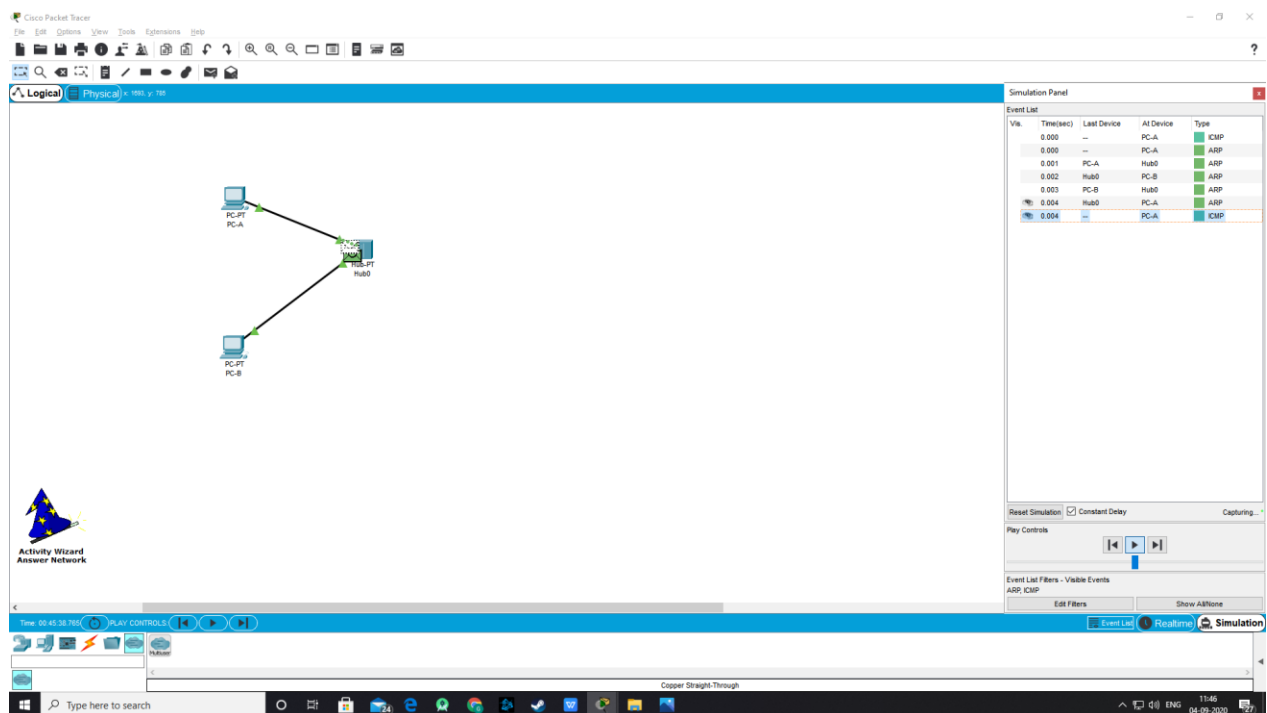 Cisco Packet Tracer
File Edit Options View Tools Extensions Help
?
Logical Physical x: 1693, y: 768
Simulation Panel
Event List
Vis. Time(sec) Last Device At Device Type
0.000 -- PC-A ICMP
0.000 -- PC-A ARP
0.001 PC-A Hub0 ARP
0.002 Hub0 PC-B ARP
0.003 PC-B Hub0 ARP
0.004 Hub0 PC-A ARP
0.004 -- PC-A ICMP
PC-PT
PC-A
Hub-PT
Hub0
PC-PT
PC-B
Activity Wizard
Answer Network
Reset Simulation Constant Delay Capturing...
Play Controls
Event List Filters - Visible Events
ARP, ICMP
Edit Filters Show All/None
Time: 00:45:38.765 PLAY CONTROLS: Event List Realtime Simulation
Multiuser
Copper Straight-Through
Type here to search
24
W
ENG
11:46
04-09-2020
27